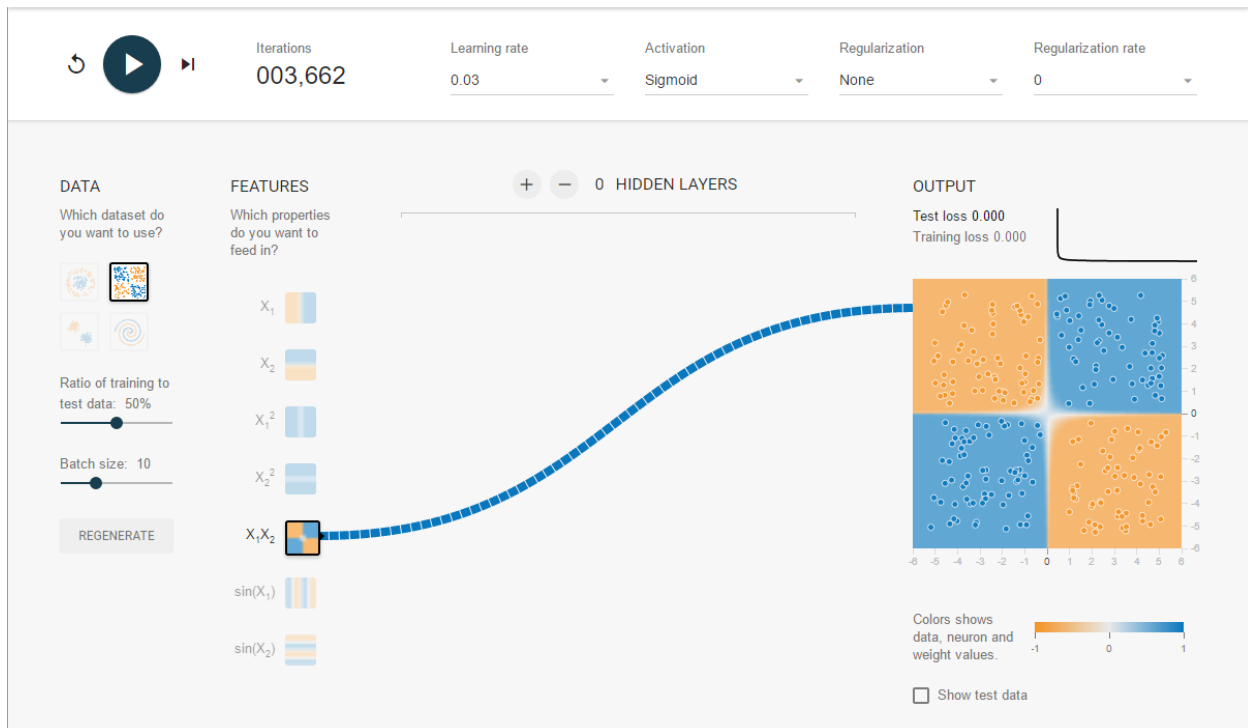 Iterations
003,662
Learning rate
0.03
Activation
Sigmoid
Regularization
None
Regularization rate
0
DATA
Which dataset do
you want to use?
Ratio of training to
test data: 50%
Batch size: 10
REGENERATE
FEATURES
Which properties
do you want to
feed in?
X₁
X₂
X₁²
X₂²
X₁X₂
sin(X₁)
sin(X₂)
0 HIDDEN LAYERS
OUTPUT
Test loss 0.000
Training loss 0.000
6
5
4
3
2
1
0
-1
-2
-3
-4
-5
-6
-6 -5 -4 -3 -2 -1 0 1 2 3 4 5 6
Colors shows
data, neuron and
weight values.
-1 0 1
Show test data